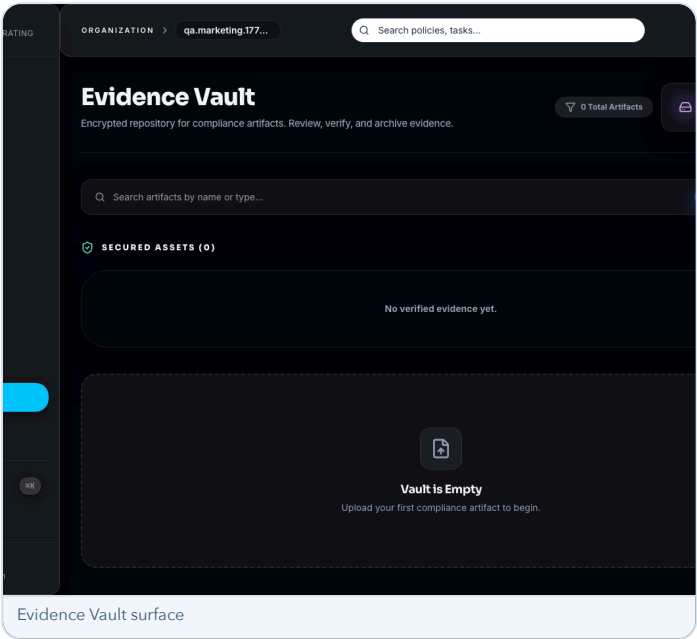 RATING
ORGANIZATION > qa.marketing.177...
Search policies, tasks...
Evidence Vault
Encrypted repository for compliance artifacts. Review, verify, and archive evidence.
0 Total Artifacts
Search artifacts by name or type...
SECURED ASSETS (0)
No verified evidence yet.
⌘K
Vault is Empty
Upload your first compliance artifact to begin.
Evidence Vault surface